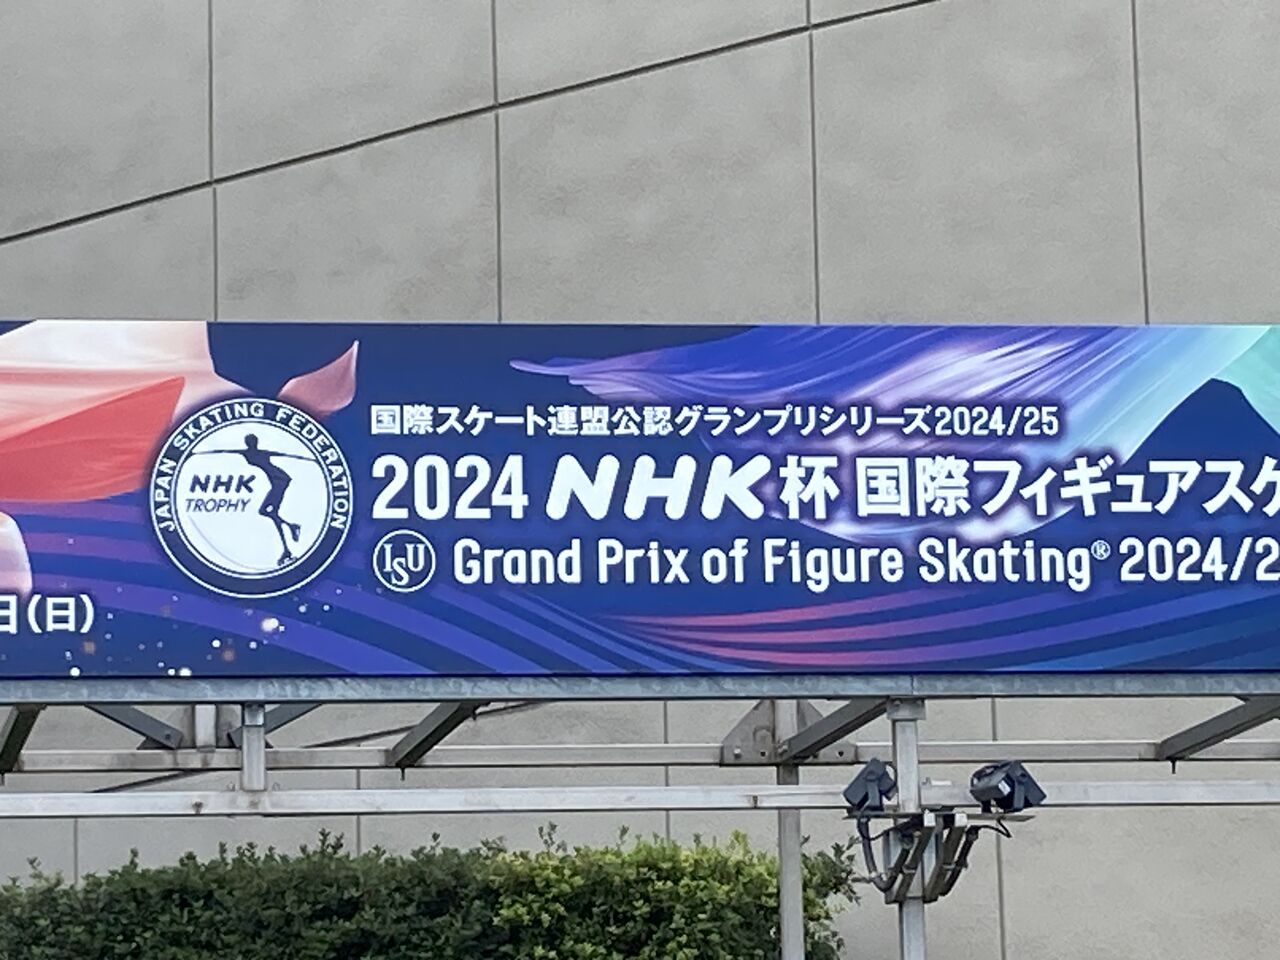 JAPAN SKATING FEDERATION
NHK
TROPHY
国際スケート連盟公認グランプリシリーズ2024/25
2024 NHK杯 国際フィギュアスケ
ISU Grand Prix of Figure Skating® 2024/2
日(日)